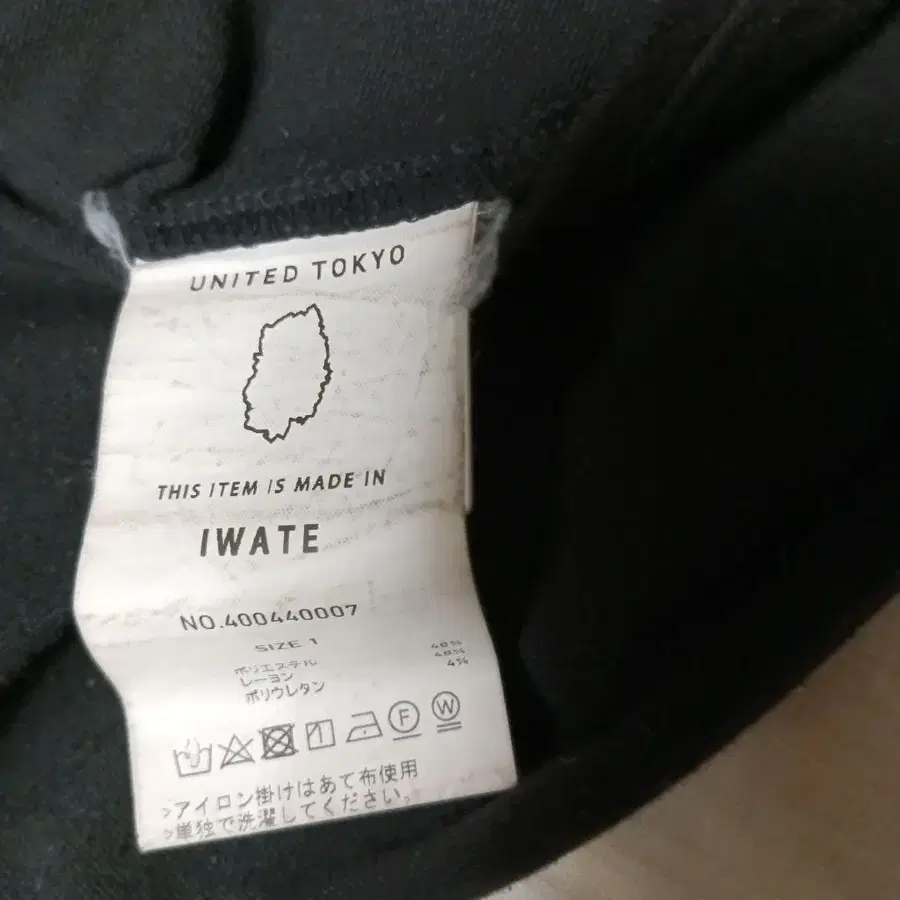 UNITED TOKYO
THIS ITEM IS MADE IN
IWATE
NO.400440007
SIZE 1
ポリエステル 48%
レーヨン 48%
ポリウレタン 4%
F W
>アイロン掛けはあて布使用
>単独で洗濯してください。